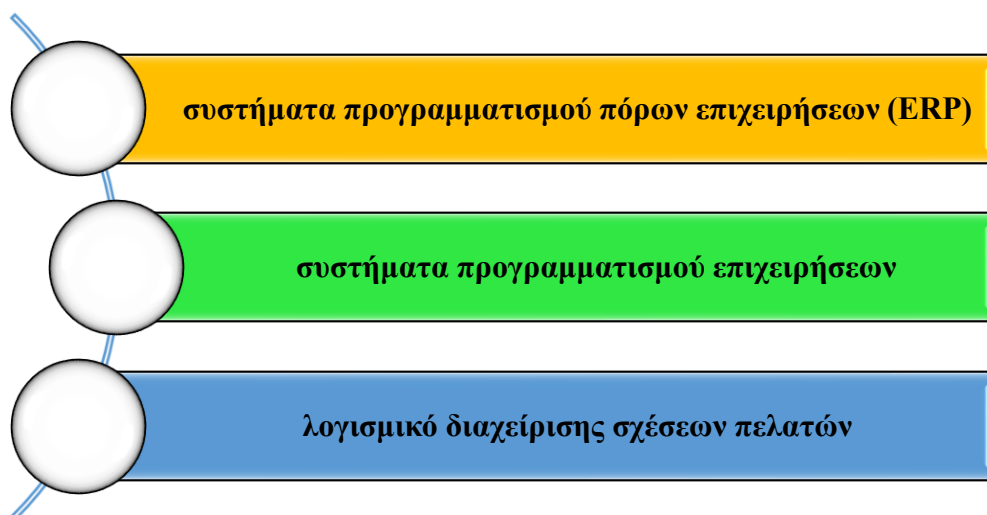 συστήματα προγραμματισμού πόρων επιχειρήσεων (ERP)
συστήματα προγραμματισμού επιχειρήσεων
λογισμικό διαχείρισης σχέσεων πελατών